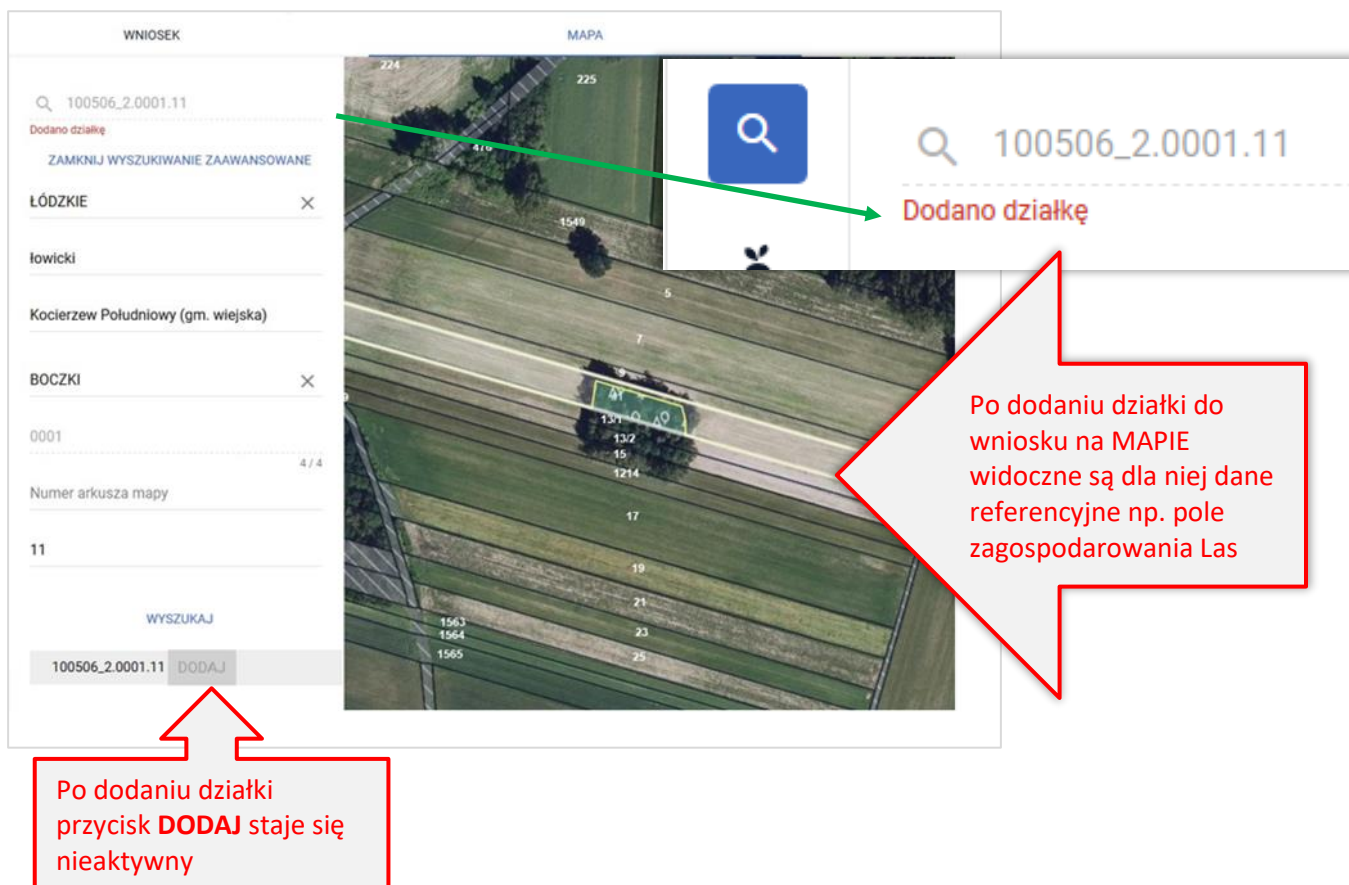 WNIOSEK
MAPA
100506_2.0001.11
Dodano działkę
ZAMKNIJ WYSZUKIWANIE ZAAWANSOWANE
ŁÓDZKIE
łowicki
Kocierzew Południowy (gm. wiejska)
BOCZKI
0001
4 / 4
Numer arkusza mapy
11
WYSZUKAJ
100506_2.0001.11 DODAJ
224
225
476
1549
5
7
9
13/1
13/2
15
1214
17
19
21
23
25
1563
1564
1565
100506_2.0001.11
Dodano działkę
Po dodaniu działki do
wniosku na MAPIE
widoczne są dla niej dane
referencyjne np. pole
zagospodarowania Las
Po dodaniu działki
przycisk DODAJ staje się
nieaktywny